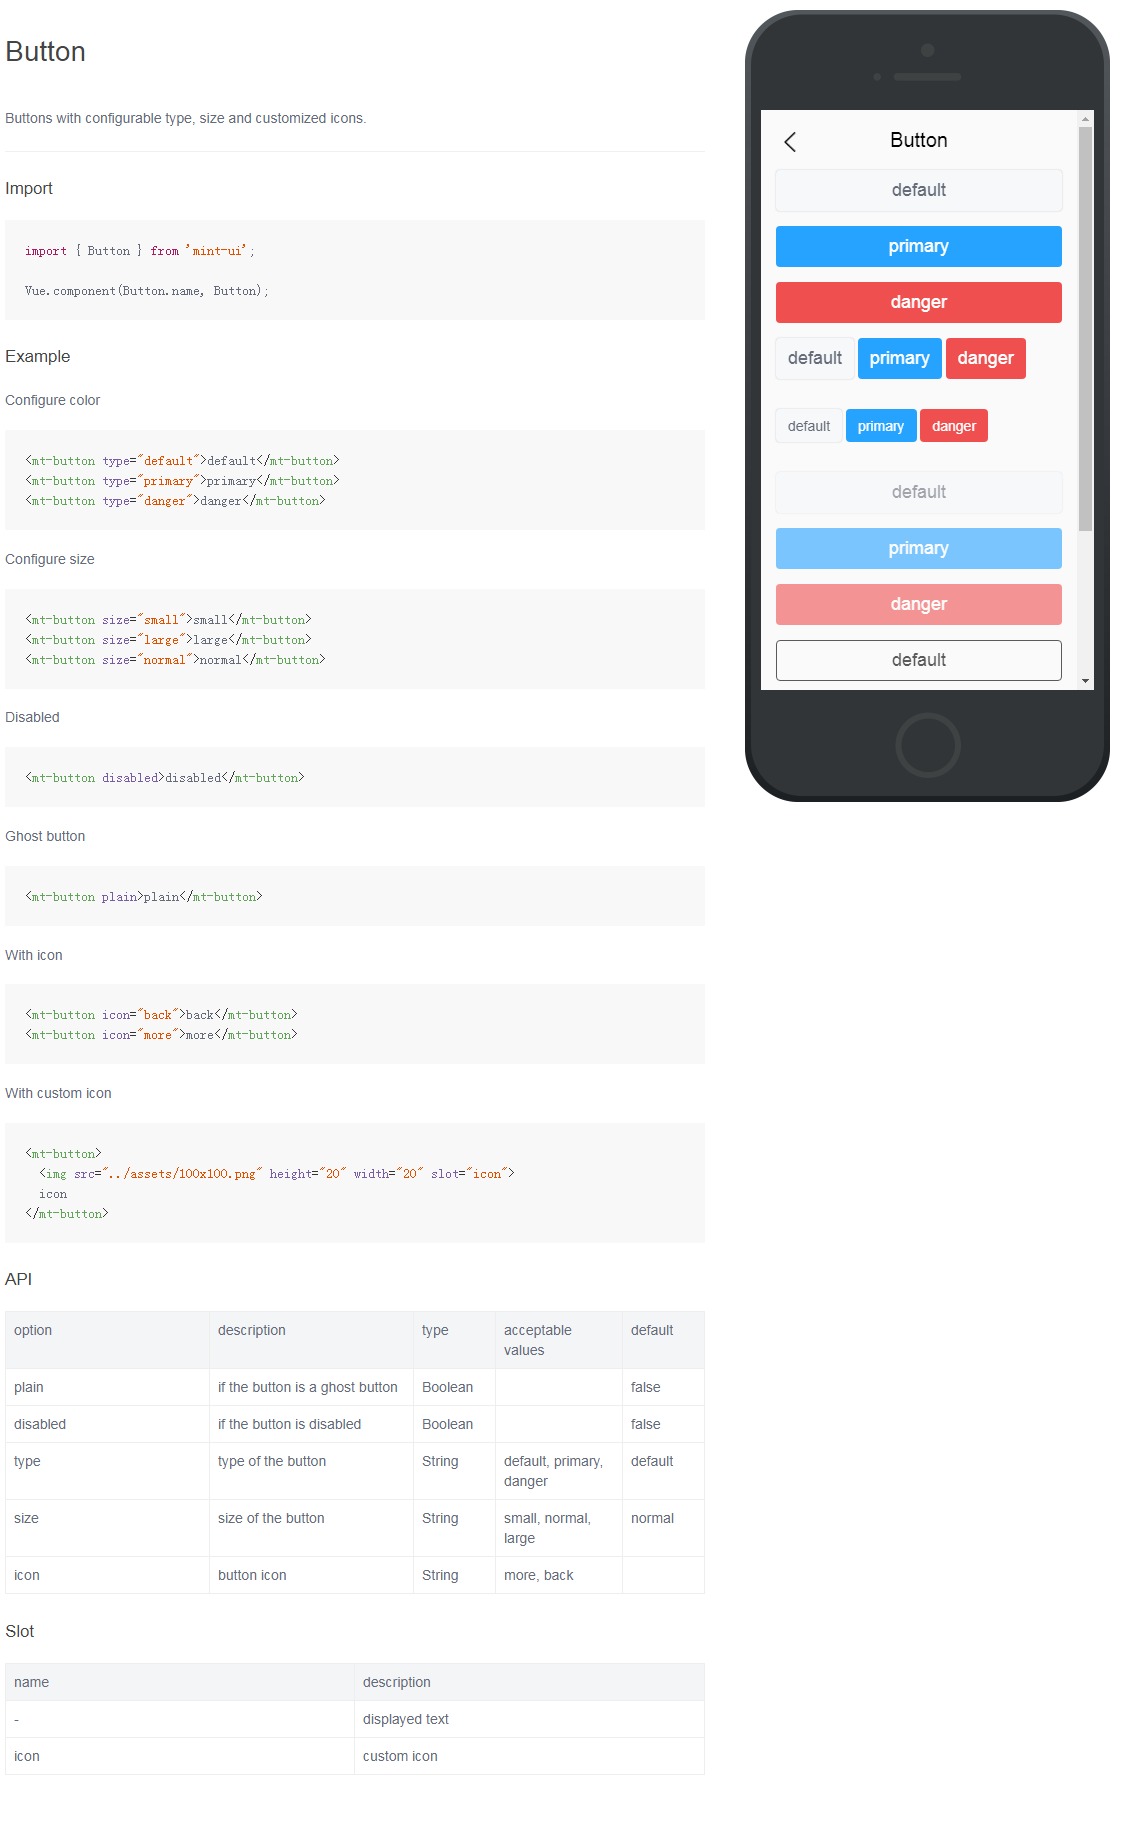 Button
Buttons with configurable type, size and customized icons.
Import
import { Button } from 'mint-ui';
Vue.component(Button.name, Button);
Example
Configure color
<mt-button type="default">default</mt-button>
<mt-button type="primary">primary</mt-button>
<mt-button type="danger">danger</mt-button>
Configure size
<mt-button size="small">small</mt-button>
<mt-button size="large">large</mt-button>
<mt-button size="normal">normal</mt-button>
Disabled
<mt-button disabled>disabled</mt-button>
Ghost button
<mt-button plain>plain</mt-button>
With icon
<mt-button icon="back">back</mt-button>
<mt-button icon="more">more</mt-button>
With custom icon
<mt-button>
<img src="../assets/100x100.png" height="20" width="20" slot="icon">
icon
</mt-button>
API
option description type acceptable values default
plain if the button is a ghost button Boolean false
disabled if the button is disabled Boolean false
type type of the button String default, primary, danger default
size size of the button String small, normal, large normal
icon button icon String more, back
Slot
name description
- displayed text
icon custom icon
Button
default
primary
danger
default primary danger
default primary danger
default
primary
danger
default